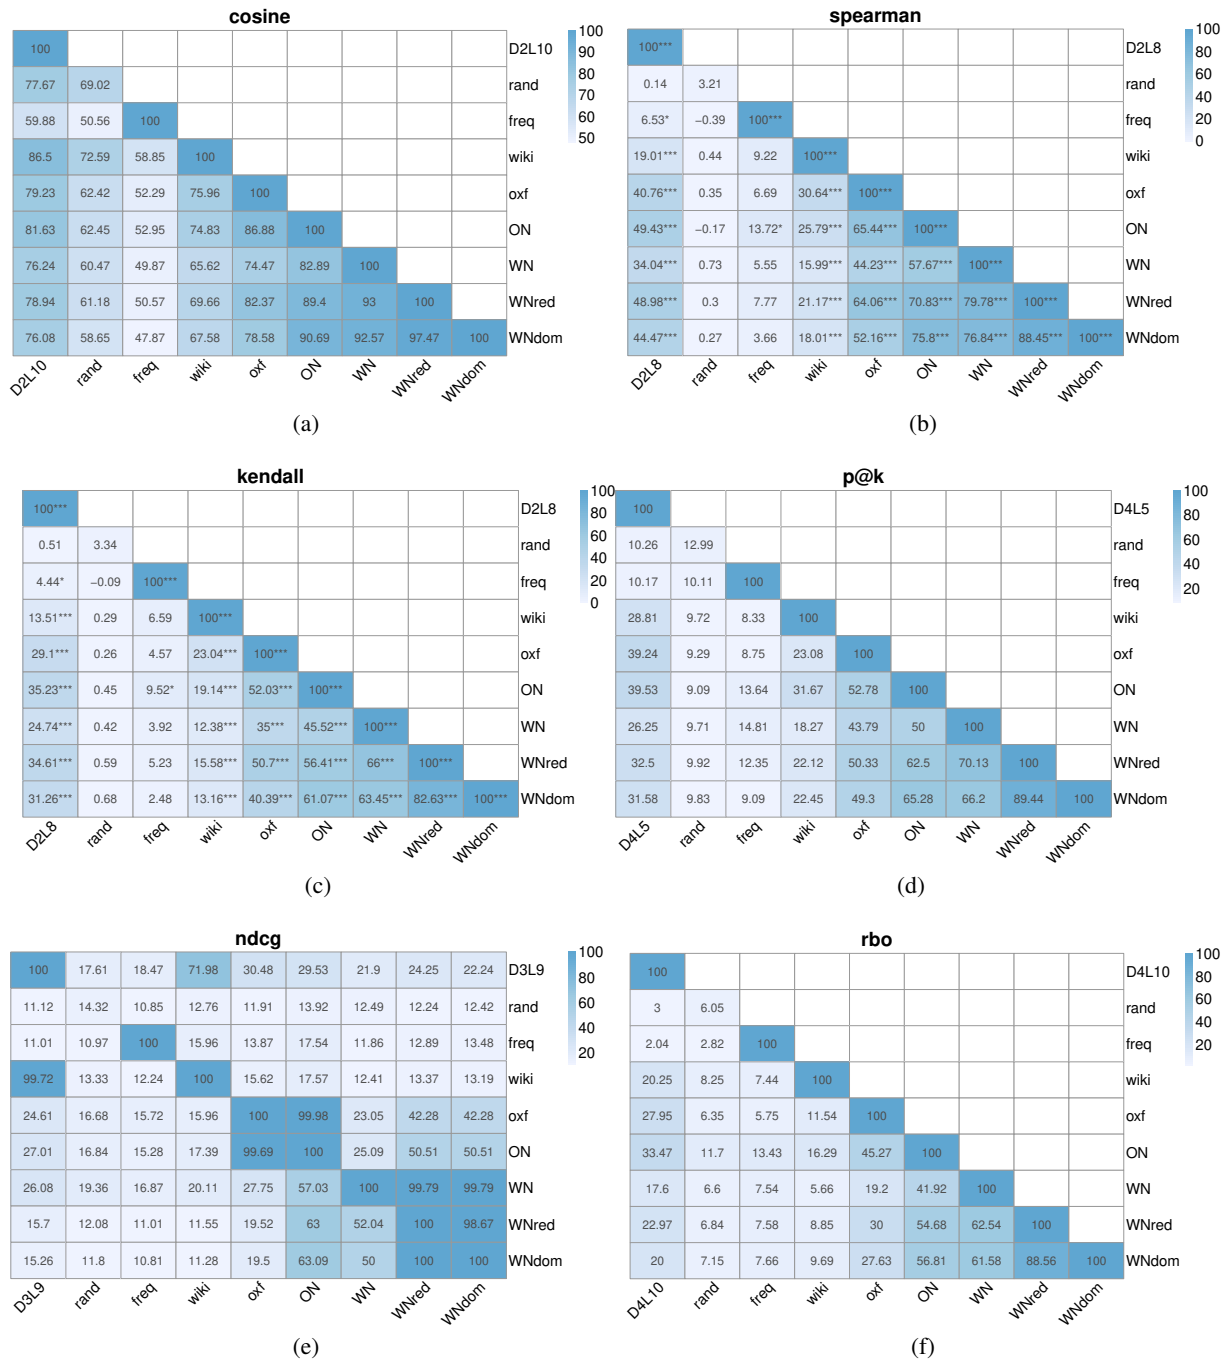 cosine
100 D2L10
77.67 69.02 rand
59.88 50.56 100 freq
86.5 72.59 58.85 100 wiki
79.23 62.42 52.29 75.96 100 oxf
81.63 62.45 52.95 74.83 86.88 100 ON
76.24 60.47 49.87 65.62 74.47 82.89 100 WN
78.94 61.18 50.57 69.66 82.37 89.4 93 100 WNred
76.08 58.65 47.87 67.58 78.58 90.69 92.57 97.47 100 WNdom
D2L10 rand freq wiki oxf ON WN WNred WNdom
100
90
80
70
60
50
(a)
spearman
100*** D2L8
0.14 3.21 rand
6.53* −0.39 100*** freq
19.01*** 0.44 9.22 100*** wiki
40.76*** 0.35 6.69 30.64*** 100*** oxf
49.43*** −0.17 13.72* 25.79*** 65.44*** 100*** ON
34.04*** 0.73 5.55 15.99*** 44.23*** 57.67*** 100*** WN
48.98*** 0.3 7.77 21.17*** 64.06*** 70.83*** 79.78*** 100*** WNred
44.47*** 0.27 3.66 18.01*** 52.16*** 75.8*** 76.84*** 88.45*** 100*** WNdom
D2L8 rand freq wiki oxf ON WN WNred WNdom
100
80
60
40
20
0
(b)
kendall
100*** D2L8
0.51 3.34 rand
4.44* −0.09 100*** freq
13.51*** 0.29 6.59 100*** wiki
29.1*** 0.26 4.57 23.04*** 100*** oxf
35.23*** 0.45 9.52* 19.14*** 52.03*** 100*** ON
24.74*** 0.42 3.92 12.38*** 35*** 45.52*** 100*** WN
34.61*** 0.59 5.23 15.58*** 50.7*** 56.41*** 66*** 100*** WNred
31.26*** 0.68 2.48 13.16*** 40.39*** 61.07*** 63.45*** 82.63*** 100*** WNdom
D2L8 rand freq wiki oxf ON WN WNred WNdom
100
80
60
40
20
0
(c)
p@k
100 D4L5
10.26 12.99 rand
10.17 10.11 100 freq
28.81 9.72 8.33 100 wiki
39.24 9.29 8.75 23.08 100 oxf
39.53 9.09 13.64 31.67 52.78 100 ON
26.25 9.71 14.81 18.27 43.79 50 100 WN
32.5 9.92 12.35 22.12 50.33 62.5 70.13 100 WNred
31.58 9.83 9.09 22.45 49.3 65.28 66.2 89.44 100 WNdom
D4L5 rand freq wiki oxf ON WN WNred WNdom
100
80
60
40
20
(d)
ndcg
100 17.61 18.47 71.98 30.48 29.53 21.9 24.25 22.24 D3L9
11.12 14.32 10.85 12.76 11.91 13.92 12.49 12.24 12.42 rand
11.01 10.97 100 15.96 13.87 17.54 11.86 12.89 13.48 freq
99.72 13.33 12.24 100 15.62 17.57 12.41 13.37 13.19 wiki
24.61 16.68 15.72 15.96 100 99.98 23.05 42.28 42.28 oxf
27.01 16.84 15.28 17.39 99.69 100 25.09 50.51 50.51 ON
26.08 19.36 16.87 20.11 27.75 57.03 100 99.79 99.79 WN
15.7 12.08 11.01 11.55 19.52 63 52.04 100 98.67 WNred
15.26 11.8 10.81 11.28 19.5 63.09 50 100 100 WNdom
D3L9 rand freq wiki oxf ON WN WNred WNdom
100
80
60
40
20
(e)
rbo
100 D4L10
3 6.05 rand
2.04 2.82 100 freq
20.25 8.25 7.44 100 wiki
27.95 6.35 5.75 11.54 100 oxf
33.47 11.7 13.43 16.29 45.27 100 ON
17.6 6.6 7.54 5.66 19.2 41.92 100 WN
22.97 6.84 7.58 8.85 30 54.68 62.54 100 WNred
20 7.15 7.66 9.69 27.63 56.81 61.58 88.56 100 WNdom
D4L10 rand freq wiki oxf ON WN WNred WNdom
100
80
60
40
20
(f)